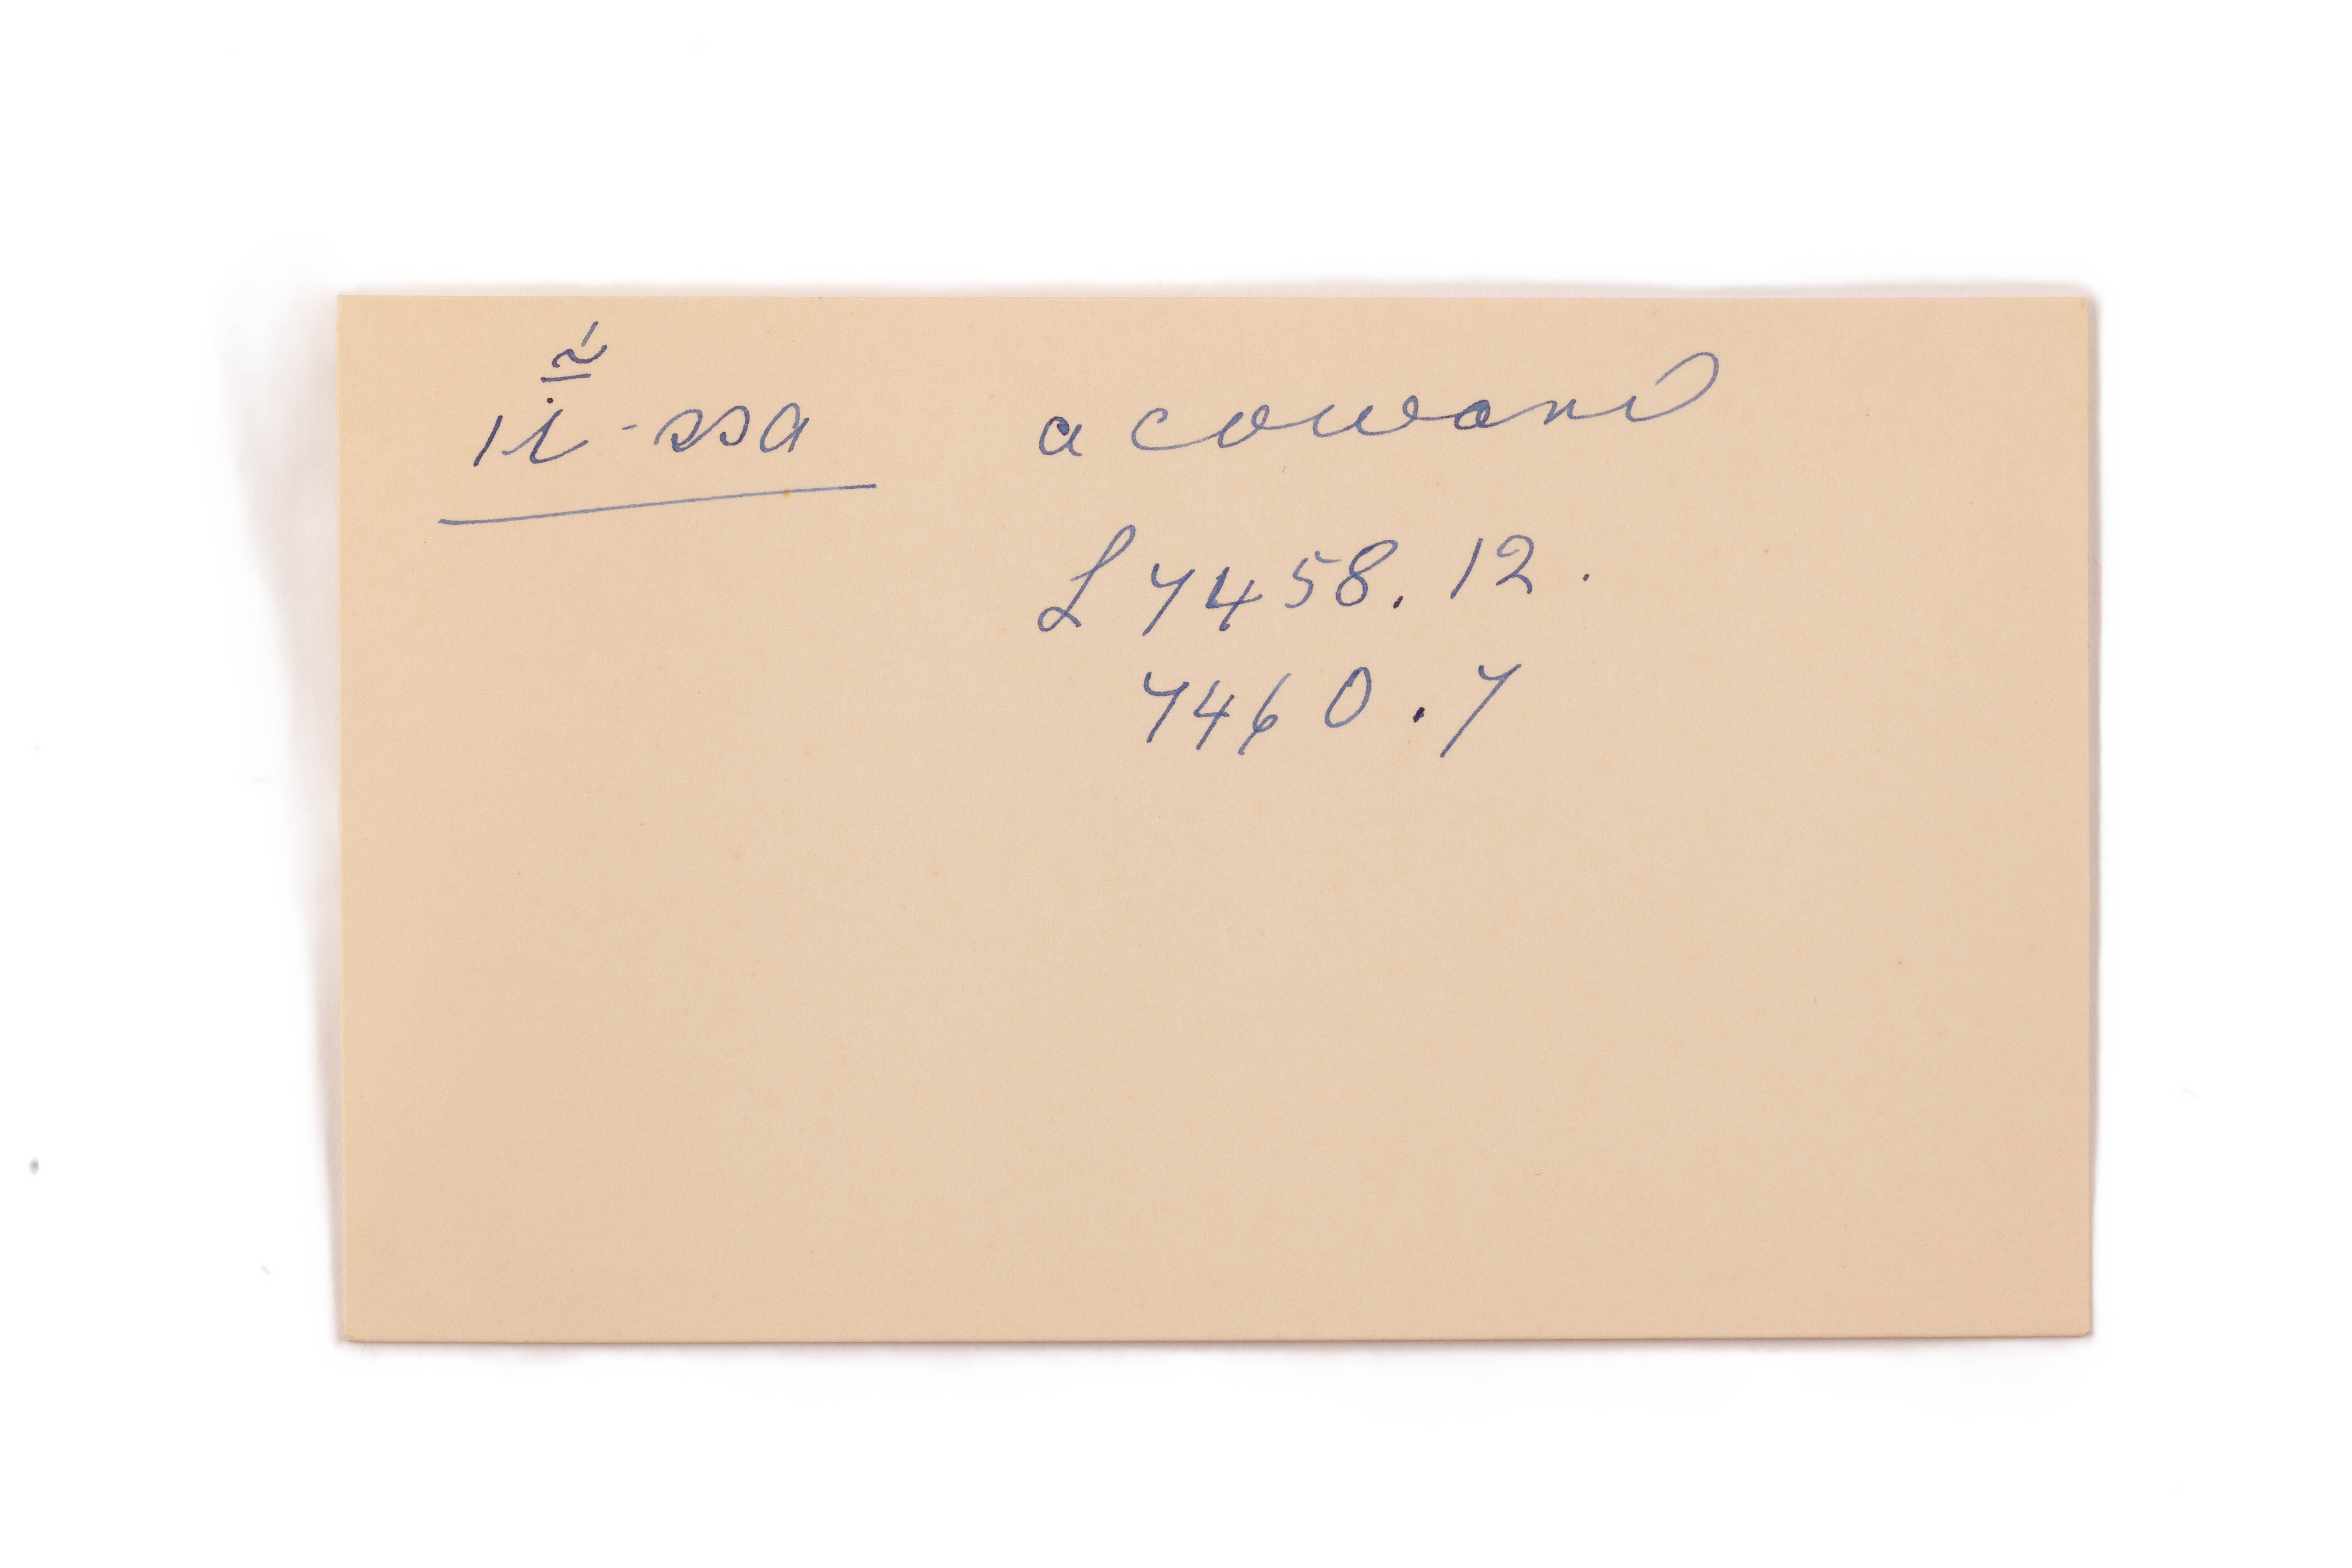 ı̃́ī-ssa a coward
L 7458.12.
7460.7